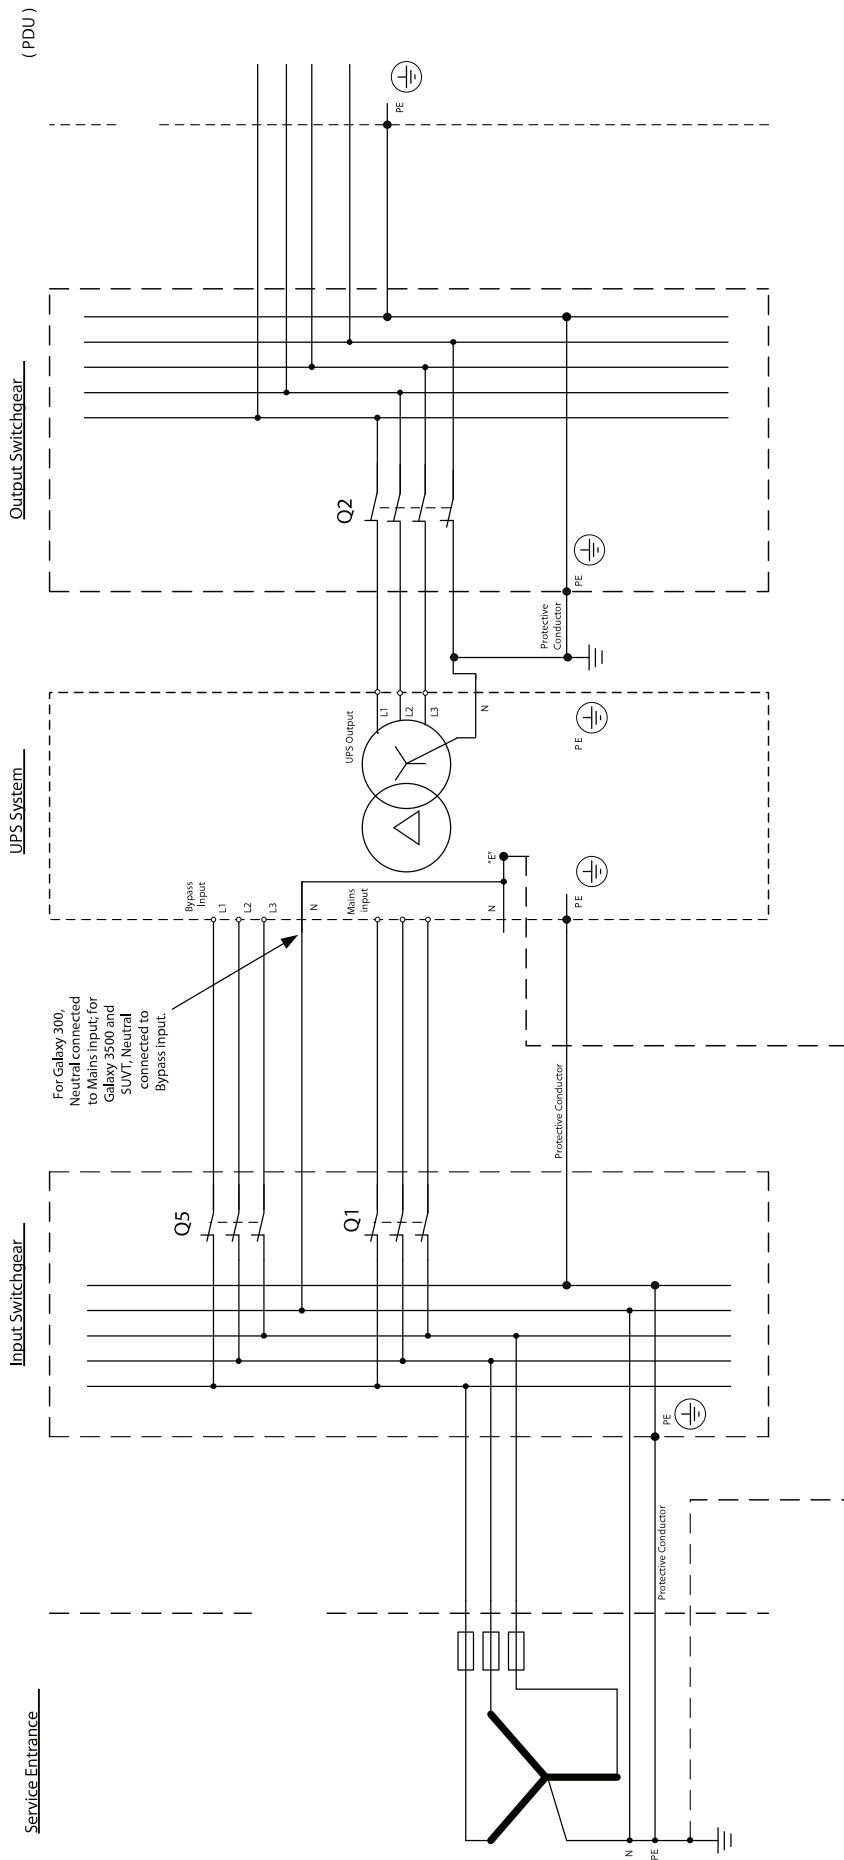 ( PDU )
PE
Output Switchgear
Q2
PE
Protective
Conductor
UPS System
UPS Output
L1
L2
L3
N
PE
Bypass
Input
L1
L2
L3
N
Mains
input
N
"E"
PE
For Galaxy 300,
Neutral connected
to Mains input; for
Galaxy 3500 and
SUVT, Neutral
connected to
Bypass input.
Protective Conductor
Input Switchgear
Q5
Q1
PE
Protective Conductor
Service Entrance
N
PE